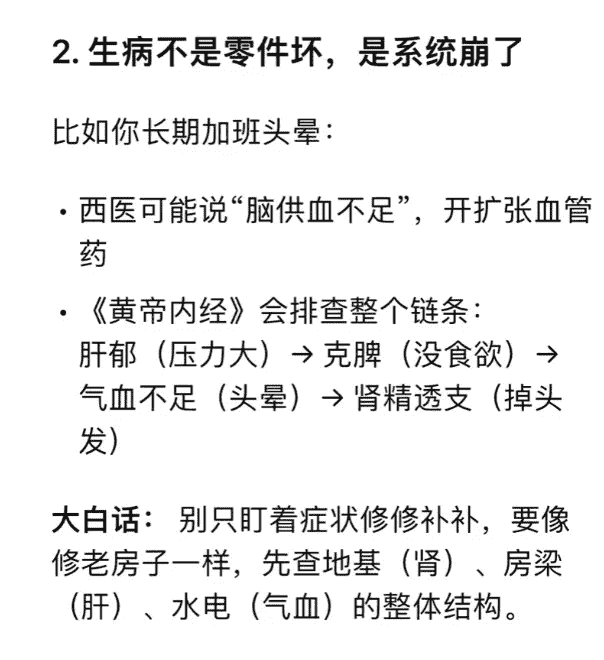 2. 生病不是零件坏，是系统崩了
比如你长期加班头晕：
• 西医可能说“脑供血不足”，开扩张血管
药
• 《黄帝内经》会排查整个链条：
肝郁（压力大）→ 克脾（没食欲）→
气血不足（头晕）→ 肾精透支（掉头
发）
大白话： 别只盯着症状修修补补，要像
修老房子一样，先查地基（肾）、房梁
（肝）、水电（气血）的整体结构。